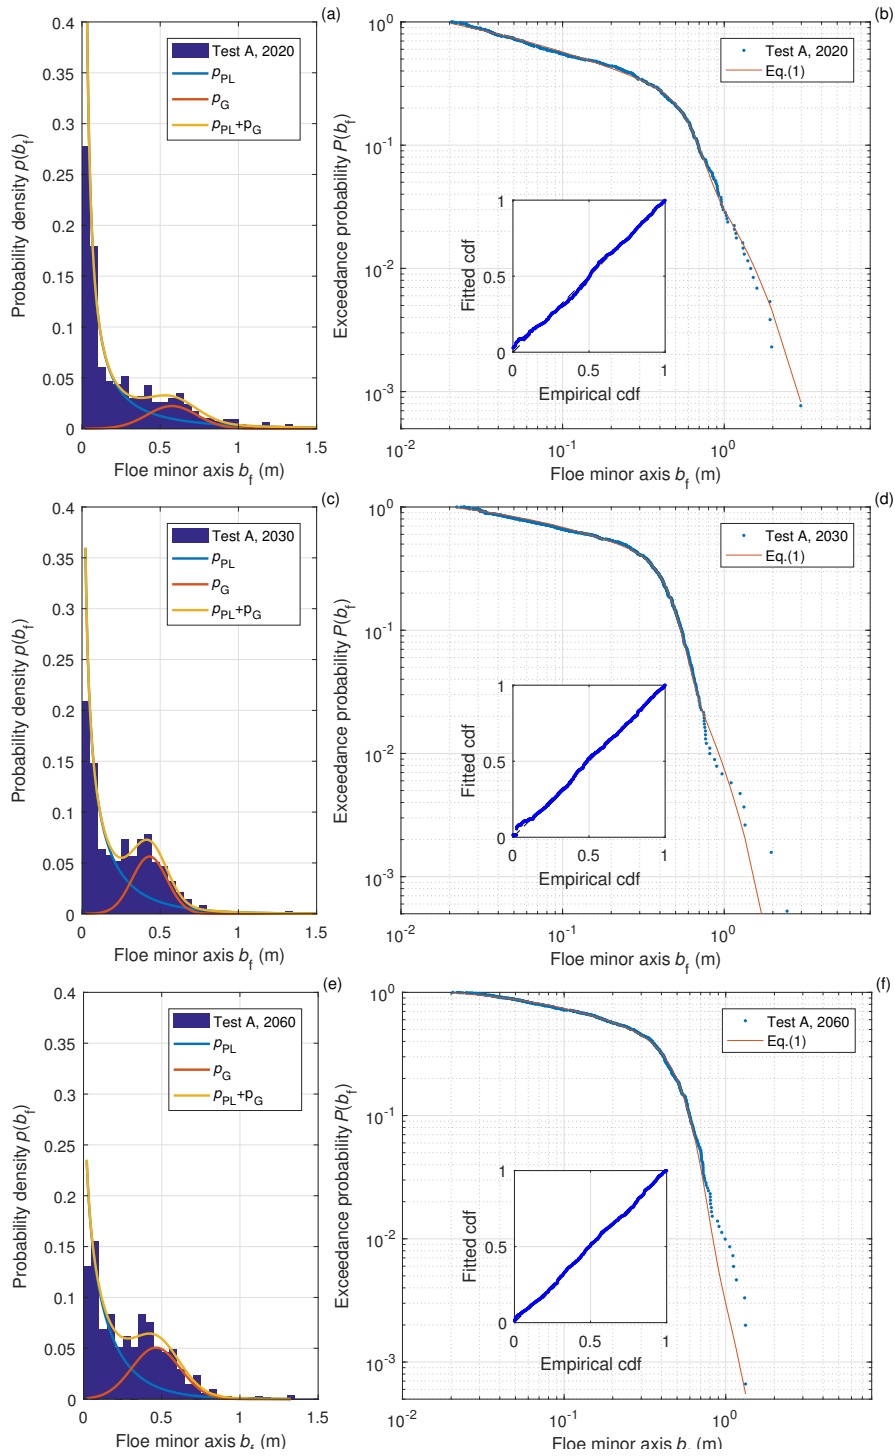 (a)
0.4
0.35
0.3
0.25
0.2
0.15
0.1
0.05
0
Probability density p(b_f)
Test A, 2020
p_PL
p_G
p_PL+p_G
0 0.5 1 1.5
Floe minor axis b_f (m)
(b)
10^0
10^-1
10^-2
10^-3
Exceedance probability P(b_f)
Test A, 2020
Eq.(1)
1
0.5
0
Fitted cdf
0 0.5 1
Empirical cdf
10^-2 10^-1 10^0
Floe minor axis b_f (m)
(c)
0.4
0.35
0.3
0.25
0.2
0.15
0.1
0.05
0
Probability density p(b_f)
Test A, 2030
p_PL
p_G
p_PL+p_G
0 0.5 1 1.5
Floe minor axis b_f (m)
(d)
10^0
10^-1
10^-2
10^-3
Exceedance probability P(b_f)
Test A, 2030
Eq.(1)
1
0.5
0
Fitted cdf
0 0.5 1
Empirical cdf
10^-2 10^-1 10^0
Floe minor axis b_f (m)
(e)
0.4
0.35
0.3
0.25
0.2
0.15
0.1
0.05
0
Probability density p(b_f)
Test A, 2060
p_PL
p_G
p_PL+p_G
0 0.5 1 1.5
Floe minor axis b_f (m)
(f)
10^0
10^-1
10^-2
10^-3
Exceedance probability P(b_f)
Test A, 2060
Eq.(1)
1
0.5
0
Fitted cdf
0 0.5 1
Empirical cdf
10^-2 10^-1 10^0
Floe minor axis b_f (m)